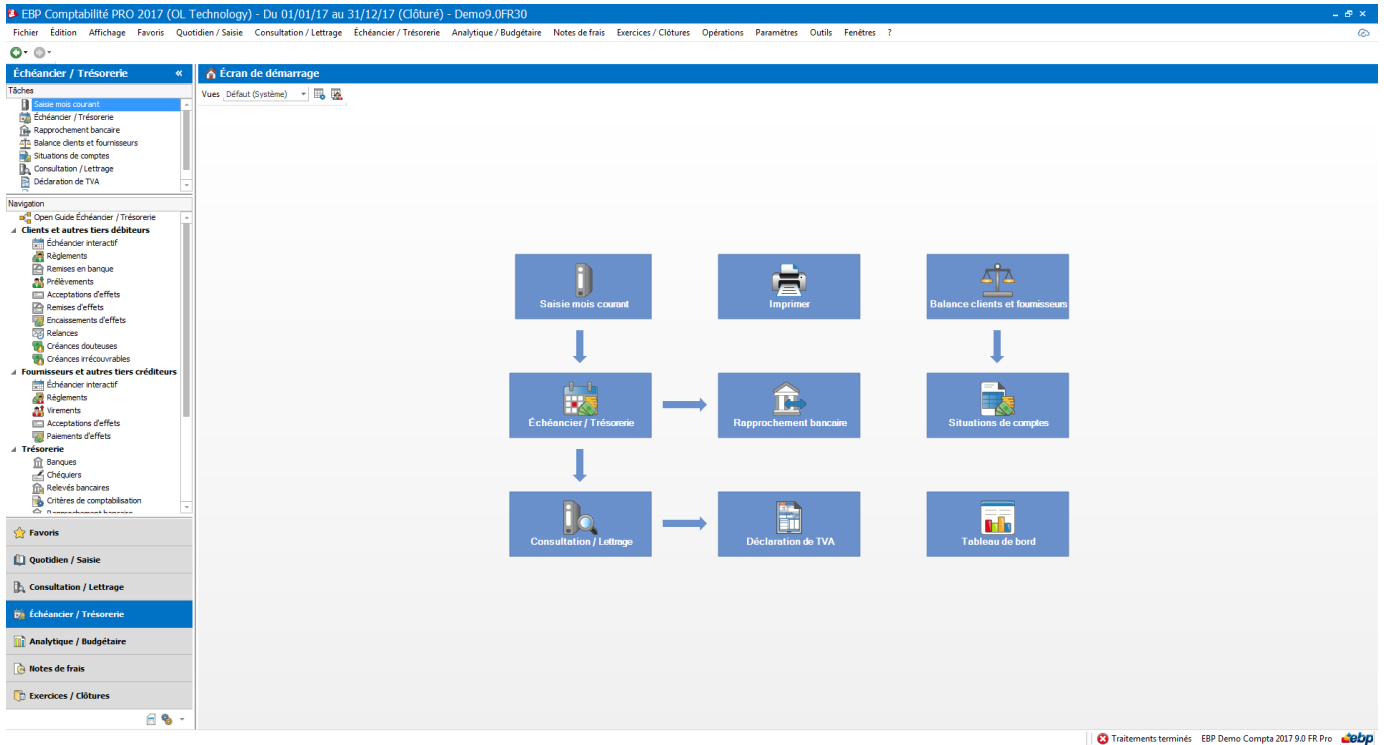 EBP Comptabilité PRO 2017 (OL Technology) - Du 01/01/17 au 31/12/17 (Clôturé) - Demo9.0FR30
Fichier Édition Affichage Favoris Quotidien / Saisie Consultation / Lettrage Échéancier / Trésorerie Analytique / Budgétaire Notes de frais Exercices / Clôtures Opérations Paramètres Outils Fenêtres ?
Échéancier / Trésorerie «
Tâches
Saisie mois courant
Échéancier / Trésorerie
Rapprochement bancaire
Balance clients et fournisseurs
Situations de comptes
Consultation / Lettrage
Déclaration de TVA
Navigation
Open Guide Échéancier / Trésorerie
Clients et autres tiers débiteurs
Échéancier interactif
Règlements
Remises en banque
Prélèvements
Acceptations d'effets
Remises d'effets
Encaissements d'effets
Relances
Créances douteuses
Créances irrécouvrables
Fournisseurs et autres tiers créditeurs
Échéancier interactif
Règlements
Virements
Acceptations d'effets
Paiements d'effets
Trésorerie
Banques
Chéquiers
Relevés bancaires
Critères de comptabilisation
Rapprochement bancaire
Favoris
Quotidien / Saisie
Consultation / Lettrage
Échéancier / Trésorerie
Analytique / Budgétaire
Notes de frais
Exercices / Clôtures
Écran de démarrage
Vues Défaut (Système)
Saisie mois courant
Imprimer
Balance clients et fournisseurs
Échéancier / Trésorerie
Rapprochement bancaire
Situations de comptes
Consultation / Lettrage
Déclaration de TVA
Tableau de bord
Traitements terminés EBP Demo Compta 2017 9.0 FR Pro ebp